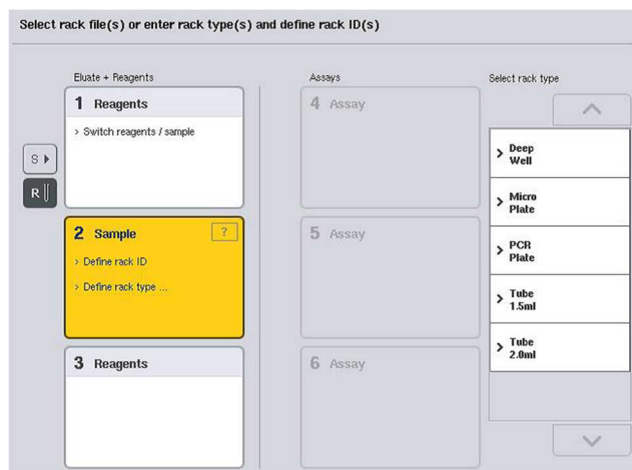 Select rack file(s) or enter rack type(s) and define rack ID(s)
Eluate + Reagents
Assays
Select rack type
1 Reagents
> Switch reagents / sample
S
R
2 Sample
?
> Define rack ID
> Define rack type ...
3 Reagents
4 Assay
5 Assay
6 Assay
> Deep
Well
> Micro
Plate
> PCR
Plate
> Tube
1.5ml
> Tube
2.0ml